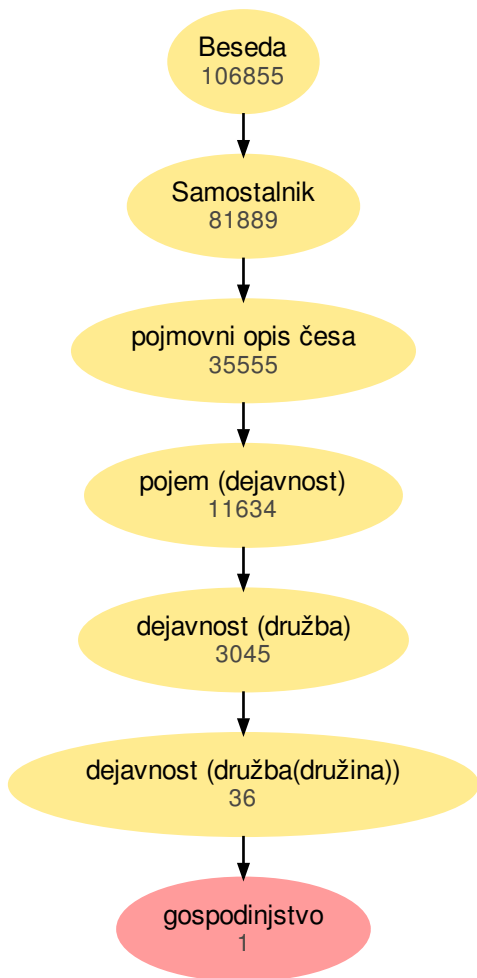 Beseda
106855
Samostalnik
81889
pojmovni opis česa
35555
pojem (dejavnost)
11634
dejavnost (družba)
3045
dejavnost (družba(družina))
36
gospodinjstvo
1